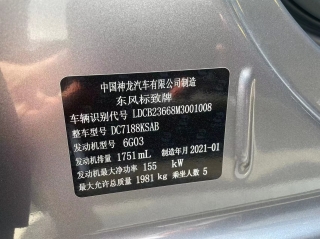 中国神龙汽车有限公司制造
东风标致牌
车辆识别代号 LDCB23668M3001008
整车型号 DC7188KSAB
发动机型号 6G03
发动机排量 1751mL 制造年月 2021-01
发动机最大净功率 155 kW
最大允许总质量 1981 kg 乘坐人数 5